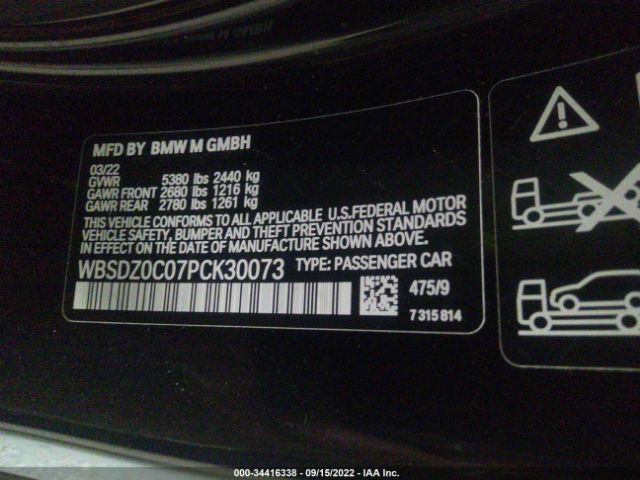 MFD BY BMW M GMBH
03/22
GVWR 5380 lbs 2440 kg
GAWR FRONT 2680 lbs 1216 kg
GAWR REAR 2780 lbs 1261 kg
THIS VEHICLE CONFORMS TO ALL APPLICABLE U.S.FEDERAL MOTOR
VEHICLE SAFETY, BUMPER AND THEFT PREVENTION STANDARDS
IN EFFECT ON THE DATE OF MANUFACTURE SHOWN ABOVE.
WBSDZ0C07PCK30073 TYPE: PASSENGER CAR
475/9
7 315 814
000-34416338 - 09/15/2022 - IAA Inc.